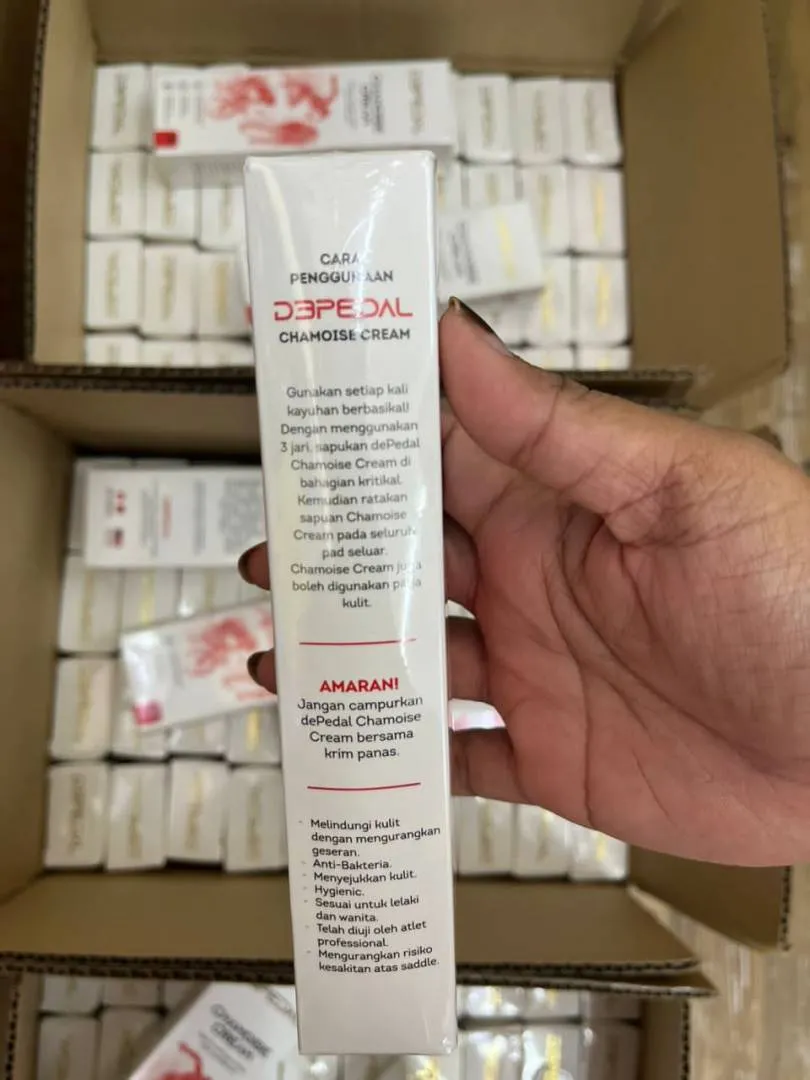 CARA
PENGGUNAAN
D3PEDAL
CHAMOISE CREAM
Gunakan setiap kali
kayuhan berbasikal!
Dengan menggunakan
3 jari, sapukan dePedal
Chamoise Cream di
bahagian kritikal.
Kemudian ratakan
sapuan Chamoise
Cream pada seluruh
pad seluar.
Chamoise Cream juga
boleh digunakan pada
kulit.
AMARAN!
Jangan campurkan
dePedal Chamoise
Cream bersama
krim panas.
- Melindungi kulit
dengan mengurangkan
geseran.
- Anti-Bakteria.
- Menyejukkan kulit.
- Hygienic.
- Sesuai untuk lelaki
dan wanita.
- Telah diuji oleh atlet
professional.
- Mengurangkan risiko
kesakitan atas saddle.
CHAMOISE
CREAM